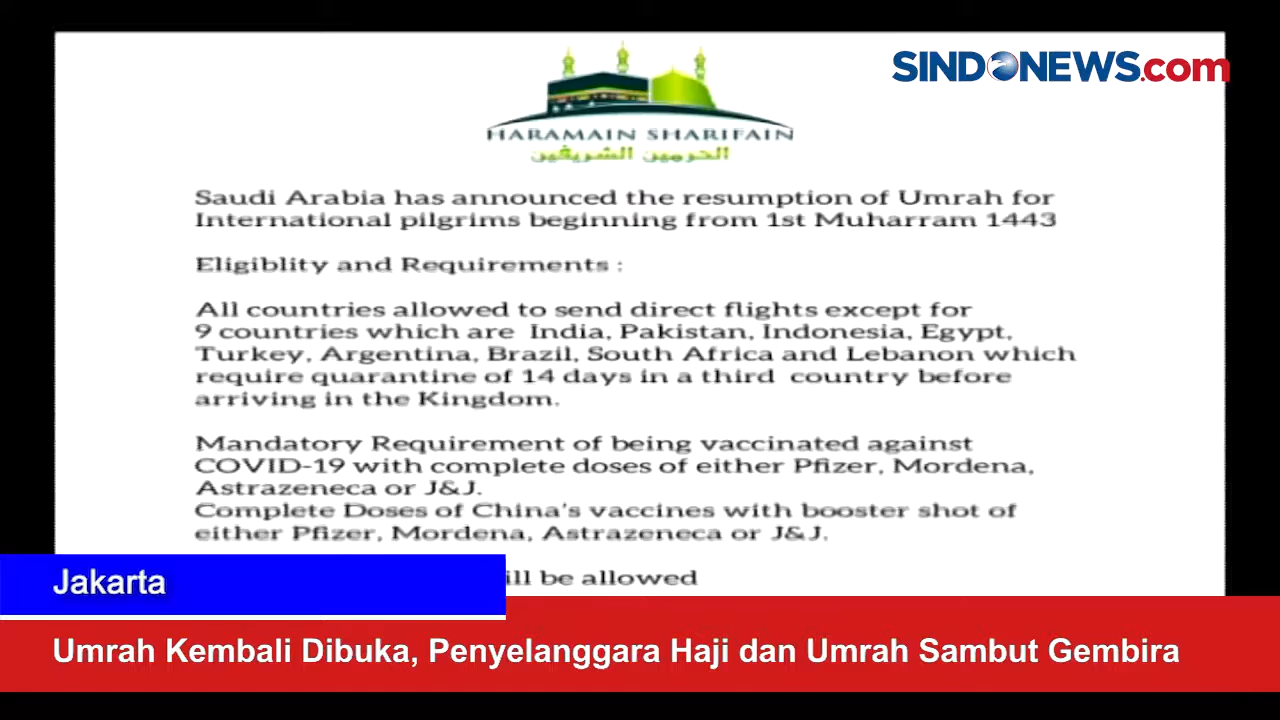 SINDONEWS.com
HARAMAIN SHARIFAIN
الحرمين الشريفين
Saudi Arabia has announced the resumption of Umrah for
International pilgrims beginning from 1st Muharram 1443
Eligiblity and Requirements :
All countries allowed to send direct flights except for
9 countries which are India, Pakistan, Indonesia, Egypt,
Turkey, Argentina, Brazil, South Africa and Lebanon which
require quarantine of 14 days in a third country before
arriving in the Kingdom.
Mandatory Requirement of being vaccinated against
COVID-19 with complete doses of either Pfizer, Mordena,
Astrazeneca or J&J.
Complete Doses of China's vaccines with booster shot of
either Pfizer, Mordena, Astrazeneca or J&J.
be allowed
Jakarta
Umrah Kembali Dibuka, Penyelanggara Haji dan Umrah Sambut Gembira